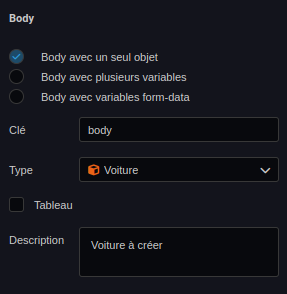 Body
Body avec un seul objet
Body avec plusieurs variables
Body avec variables form-data
Clé
body
Type
Voiture
Tableau
Description
Voiture à créer